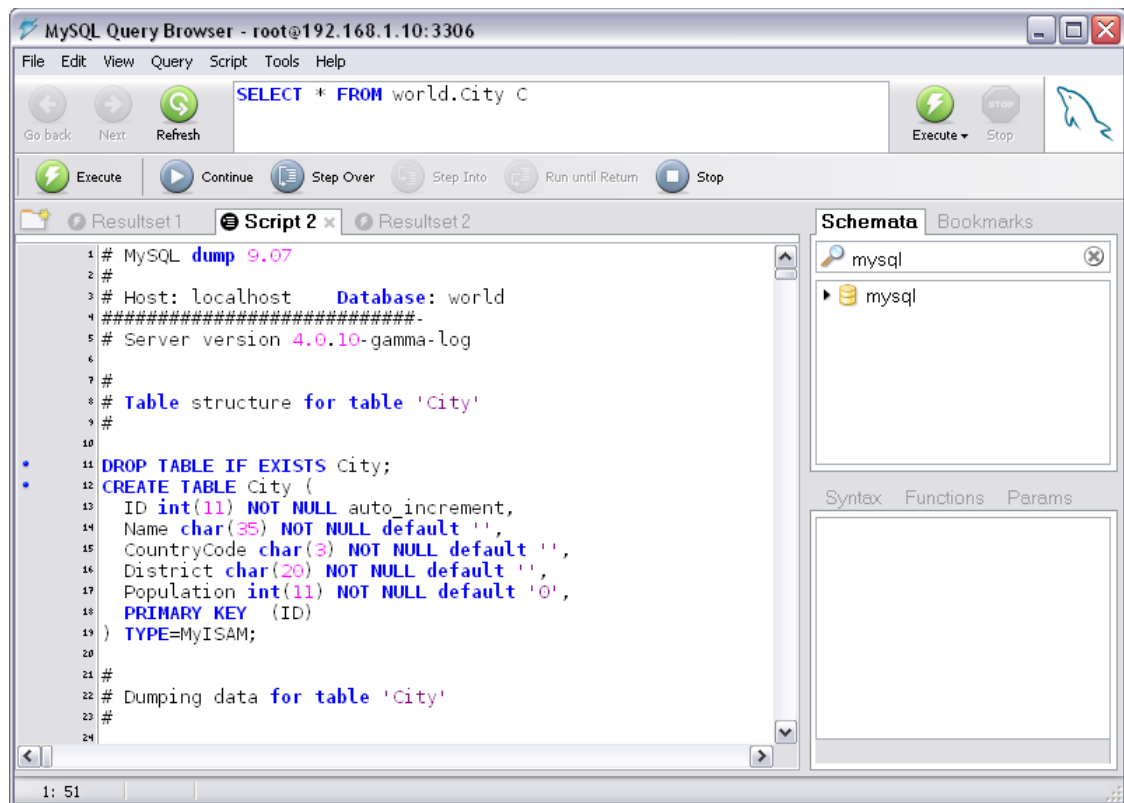 MySQL Query Browser - root@192.168.1.10:3306
File Edit View Query Script Tools Help
SELECT * FROM world.City C
Go back Next Refresh Execute Stop
STOP
Execute Continue Step Over Step Into Run until Return Stop
Resultset 1 Script 2 Resultset 2
Schemata Bookmarks
mysql
mysql
1 # MySQL dump 9.07
2 #
3 # Host: localhost    Database: world
4 ############################-
5 # Server version 4.0.10-gamma-log
6
7 #
8 # Table structure for table 'City'
9 #
10
11 DROP TABLE IF EXISTS City;
12 CREATE TABLE City (
13   ID int(11) NOT NULL auto_increment,
14   Name char(35) NOT NULL default '',
15   CountryCode char(3) NOT NULL default '',
16   District char(20) NOT NULL default '',
17   Population int(11) NOT NULL default '0',
18   PRIMARY KEY  (ID)
19 ) TYPE=MyISAM;
20
21 #
22 # Dumping data for table 'City'
23 #
24
Syntax Functions Params
1: 51